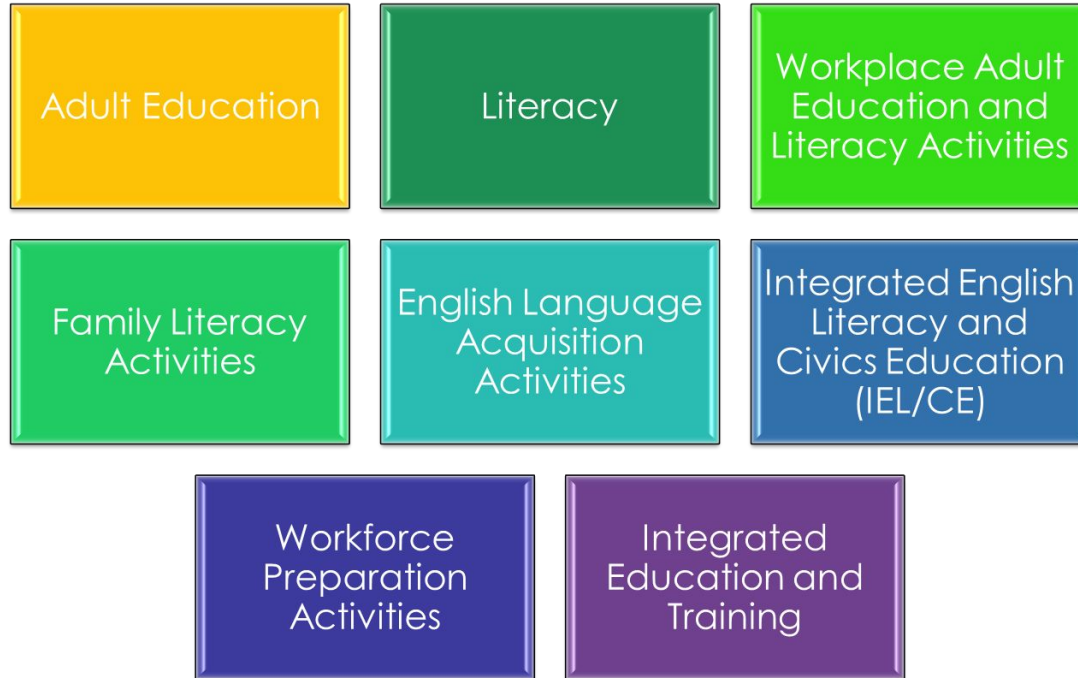 Adult Education
Literacy
Workplace Adult
Education and
Literacy Activities
Family Literacy
Activities
English Language
Acquisition
Activities
Integrated English
Literacy and
Civics Education
(IEL/CE)
Workforce
Preparation
Activities
Integrated
Education and
Training